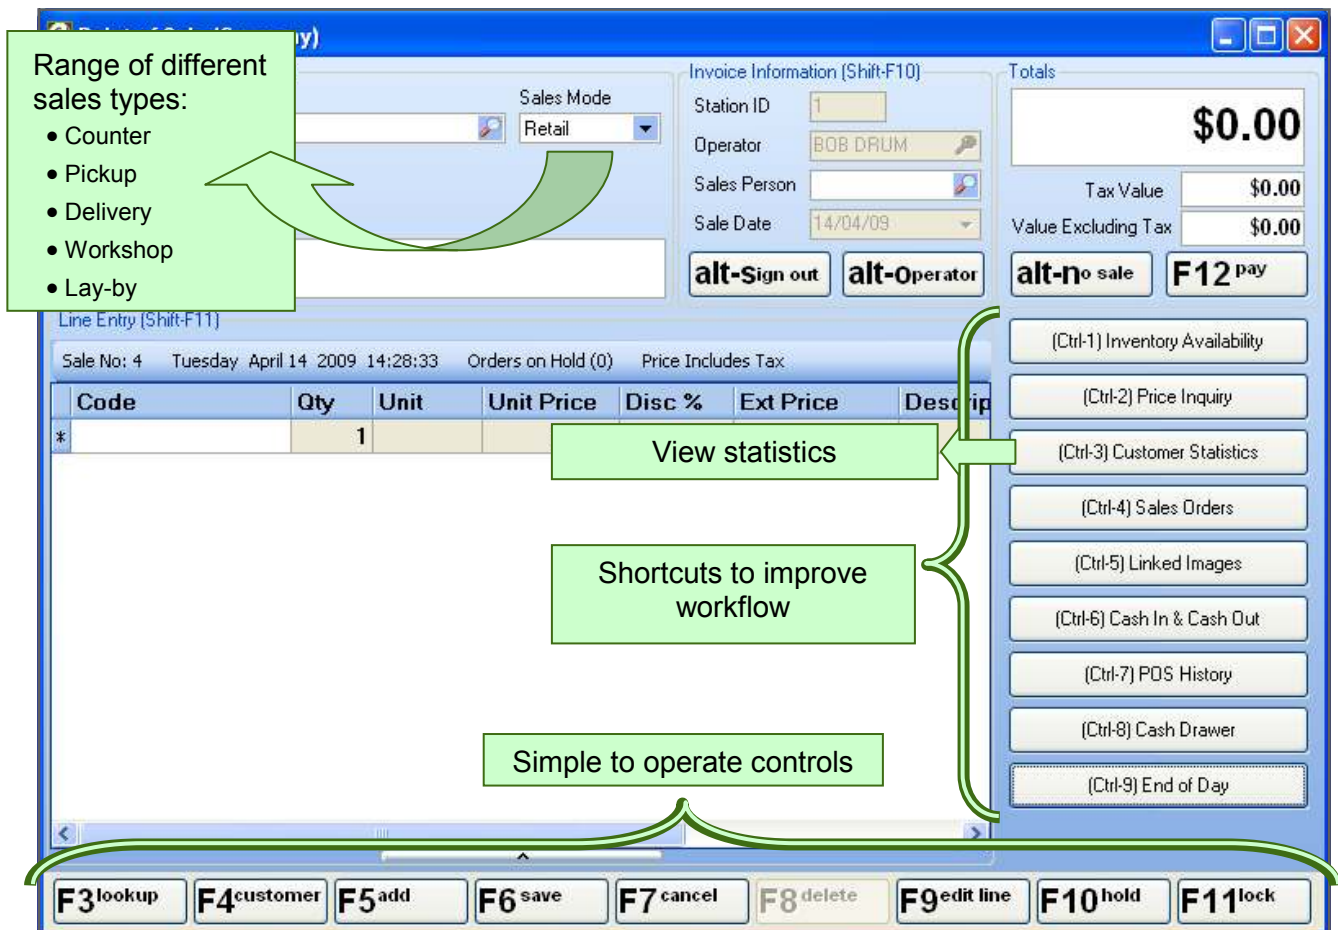 ny)
Range of different
sales types:
• Counter
• Pickup
• Delivery
• Workshop
• Lay-by
Sales Mode
Retail
Invoice Information (Shift-F10)
Station ID 1
Operator BOB DRUM
Sales Person
Sale Date 14/04/09
alt-Sign out alt-Operator
Totals
$0.00
Tax Value $0.00
Value Excluding Tax $0.00
alt-no sale F12 pay
Line Entry (Shift-F11)
Sale No: 4 Tuesday April 14 2009 14:28:33 Orders on Hold (0) Price Includes Tax
Code Qty Unit Unit Price Disc % Ext Price Descrip
* 1
View statistics
Shortcuts to improve
workflow
Simple to operate controls
(Ctrl-1) Inventory Availability
(Ctrl-2) Price Inquiry
(Ctrl-3) Customer Statistics
(Ctrl-4) Sales Orders
(Ctrl-5) Linked Images
(Ctrl-6) Cash In & Cash Out
(Ctrl-7) POS History
(Ctrl-8) Cash Drawer
(Ctrl-9) End of Day
F3 lookup F4 customer F5 add F6 save F7 cancel F8 delete F9 edit line F10 hold F11 lock